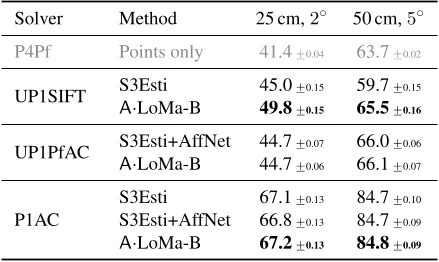 Solver Method 25 cm, 2° 50 cm, 5°
P4Pf Points only 41.4 ±0.04 63.7 ±0.02
S3Esti 45.0 ±0.15 59.7 ±0.15
UP1SIFT
A·LoMa-B 49.8 ±0.15 65.5 ±0.16
S3Esti+AffNet 44.7 ±0.07 66.0 ±0.06
UP1PfAC
A·LoMa-B 44.7 ±0.06 66.1 ±0.07
S3Esti 67.1 ±0.13 84.7 ±0.10
P1AC S3Esti+AffNet 66.8 ±0.13 84.7 ±0.09
A·LoMa-B 67.2 ±0.13 84.8 ±0.09